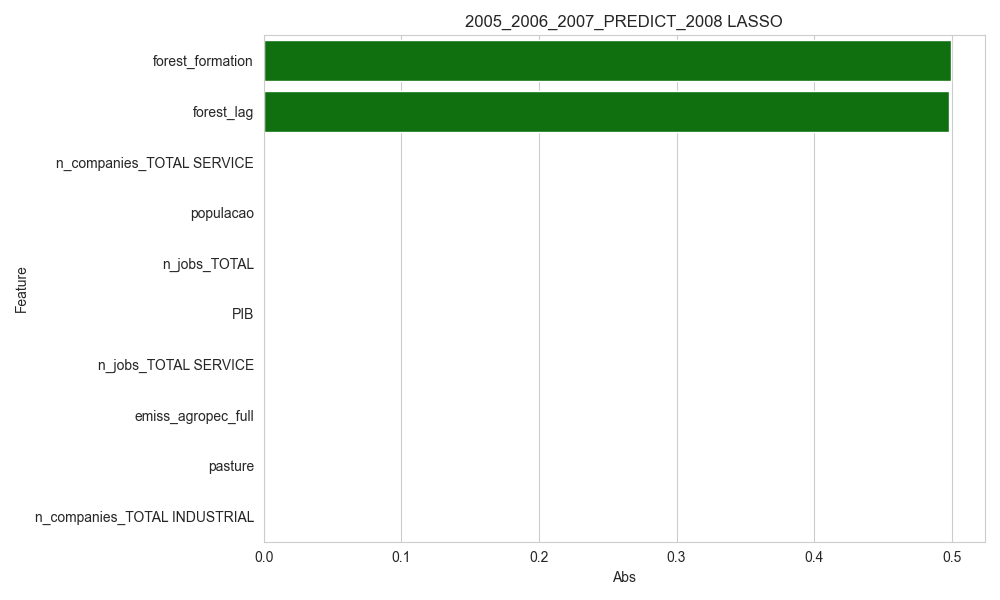 2005_2006_2007_PREDICT_2008 LASSO
forest_formation
forest_lag
n_companies_TOTAL SERVICE
populacao
n_jobs_TOTAL
PIB
n_jobs_TOTAL SERVICE
emiss_agropec_full
pasture
n_companies_TOTAL INDUSTRIAL
Feature
0.0 0.1 0.2 0.3 0.4 0.5
Abs